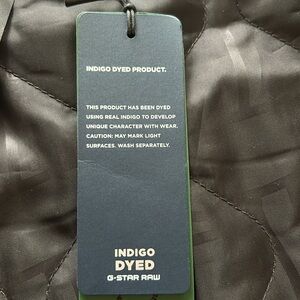 INDIGO DYED PRODUCT.
THIS PRODUCT HAS BEEN DYED
USING REAL INDIGO TO DEVELOP
UNIQUE CHARACTER WITH WEAR.
CAUTION: MAY MARK LIGHT
SURFACES. WASH SEPARATELY.
INDIGO
DYED
G-STAR RAW